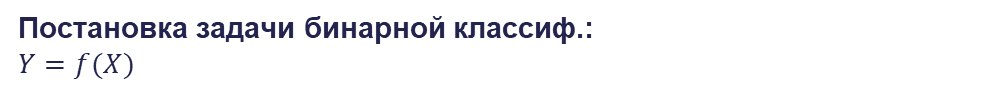 Постановка задачи бинарной классиф.:
Y = f(X)